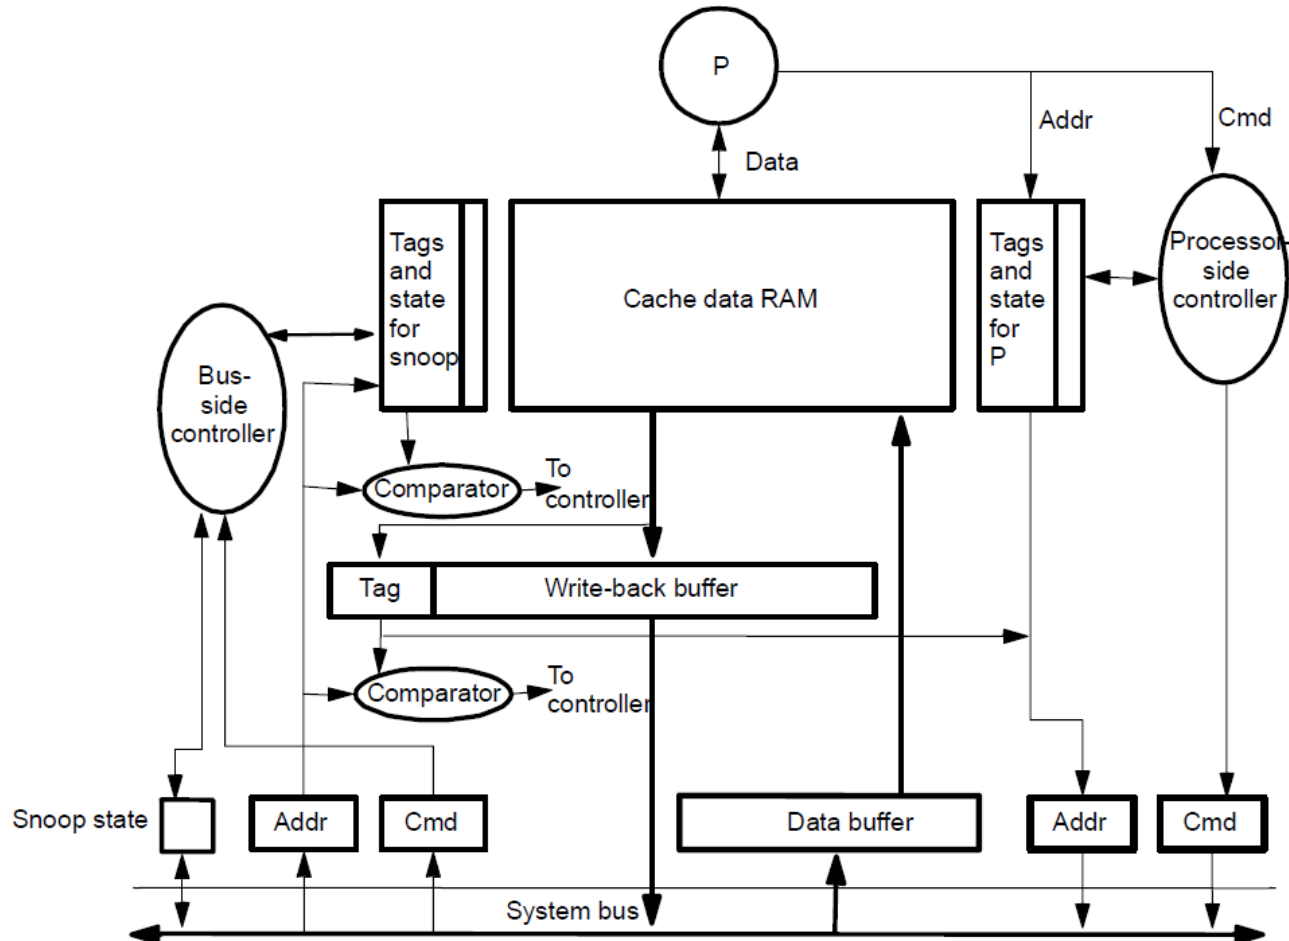 P
Addr
Cmd
Data
Tags
and
state
for
snoop
Cache data RAM
Tags
and
state
for
P
Processor-
side
controller
Bus-
side
controller
Comparator
To
controller
Tag
Write-back buffer
Comparator
To
controller
Snoop state
Addr
Cmd
Data buffer
Addr
Cmd
System bus